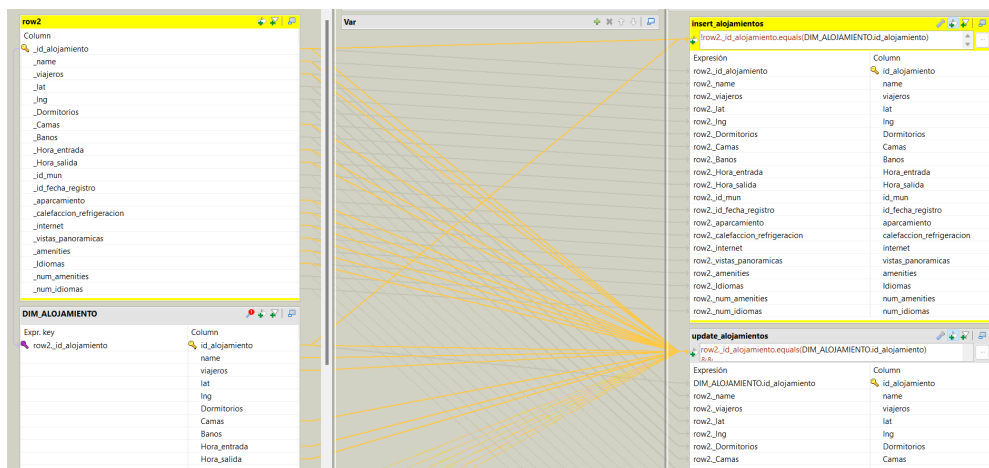 row2
Column
_id_alojamiento
_name
_viajeros
_lat
_lng
_Dormitorios
_Camas
_Banos
_Hora_entrada
_Hora_salida
_id_mun
_id_fecha_registro
_aparcamiento
_calefaccion_refrigeracion
_internet
_vistas_panoramicas
_amenities
_Idiomas
_num_amenities
_num_idiomas
DIM_ALOJAMIENTO
Expr. key Column
row2._id_alojamiento id_alojamiento
name
viajeros
lat
lng
Dormitorios
Camas
Banos
Hora_entrada
Hora_salida
Var
insert_alojamientos
!row2._id_alojamiento.equals(DIM_ALOJAMIENTO.id_alojamiento)
...
Expresión Column
row2._id_alojamiento id_alojamiento
row2._name name
row2._viajeros viajeros
row2._lat lat
row2._lng lng
row2._Dormitorios Dormitorios
row2._Camas Camas
row2._Banos Banos
row2._Hora_entrada Hora_entrada
row2._Hora_salida Hora_salida
row2._id_mun id_mun
row2._id_fecha_registro id_fecha_registro
row2._aparcamiento aparcamiento
row2._calefaccion_refrigeracion calefaccion_refrigeracion
row2._internet internet
row2._vistas_panoramicas vistas_panoramicas
row2._amenities amenities
row2._Idiomas Idiomas
row2._num_amenities num_amenities
row2._num_idiomas num_idiomas
update_alojamientos
row2._id_alojamiento.equals(DIM_ALOJAMIENTO.id_alojamiento)
&&
...
Expresión Column
DIM_ALOJAMIENTO.id_alojamiento id_alojamiento
row2._name name
row2._viajeros viajeros
row2._lat lat
row2._lng lng
row2._Dormitorios Dormitorios
row2._Camas Camas